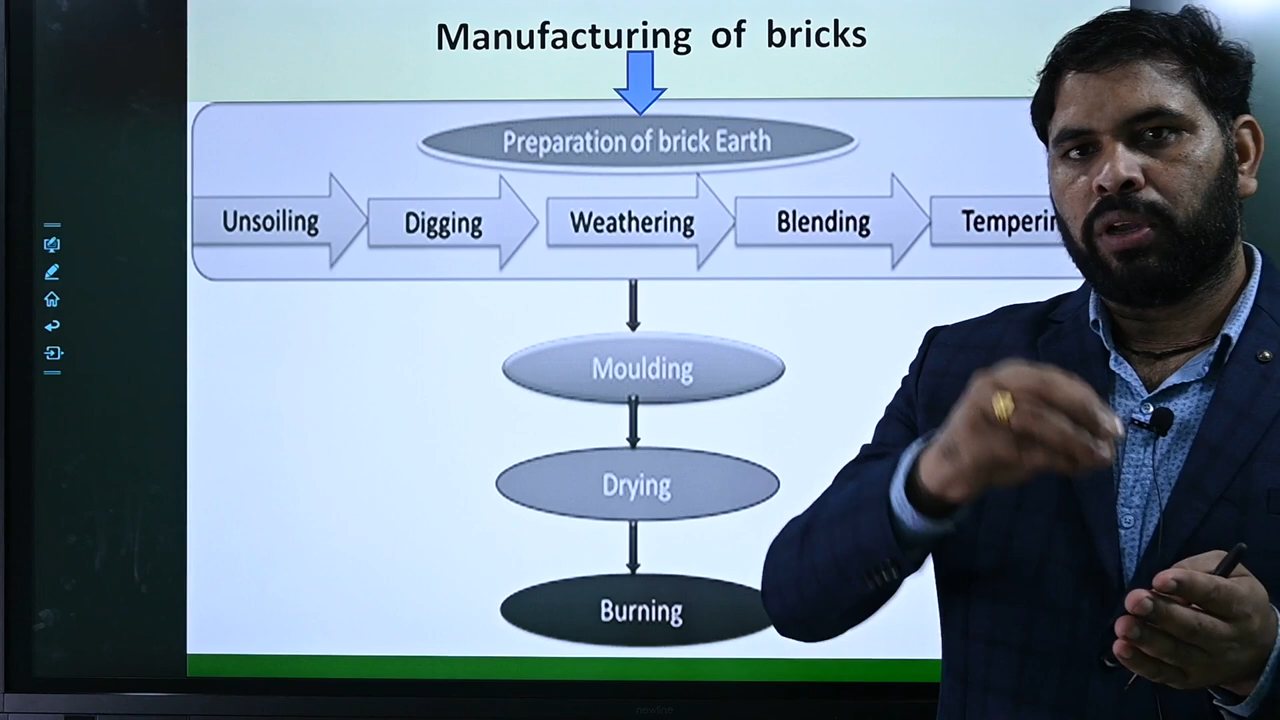 Manufacturing of bricks
Preparation of brick Earth
Unsoiling Digging Weathering Blending
Moulding
Drying
Burning